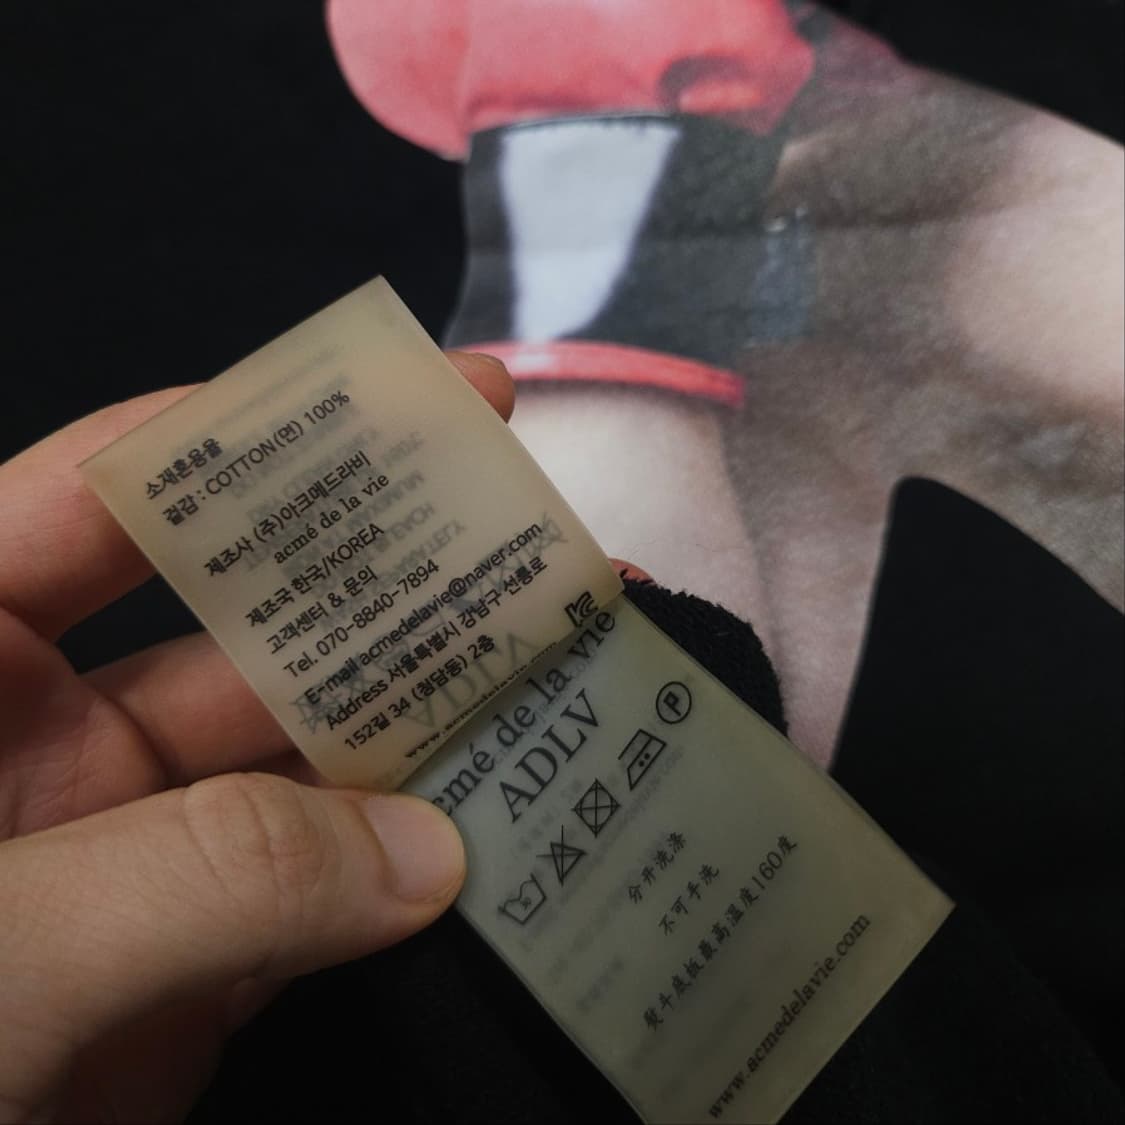 소재혼용율
겉감 : COTTON(면) 100%
제조사 (주)아크메드라비
acmé de la vie
제조국 한국/KOREA
고객센터 & 문의
Tel. 070-8840-7894
E-mail acmedelavie@naver.com
Address 서울특별시 강남구 선릉로
152길 34 (청담동) 2층
www.acmedelavie.com
cmé de la vie
ADLV
P
分开洗涤
不可手洗
熨斗底板最高温度160度
www.acmedelavie.com